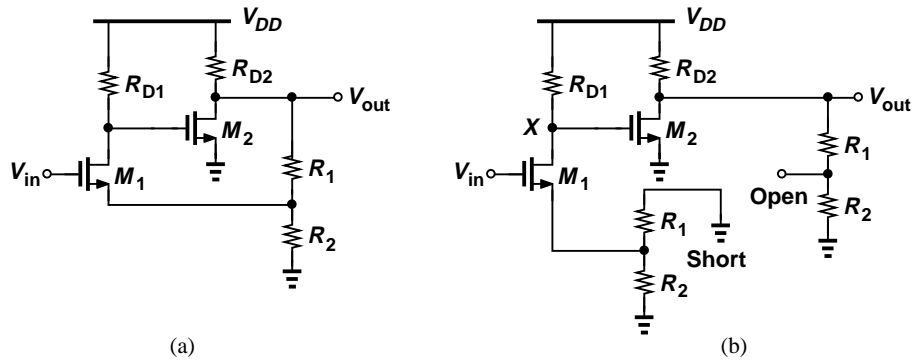 V_DD
R_D1
R_D2
V_out
M_2
V_in
M_1
R_1
R_2
(a)
V_DD
R_D1
R_D2
V_out
X
M_2
R_1
V_in
M_1
Open
R_2
R_1
Short
R_2
(b)